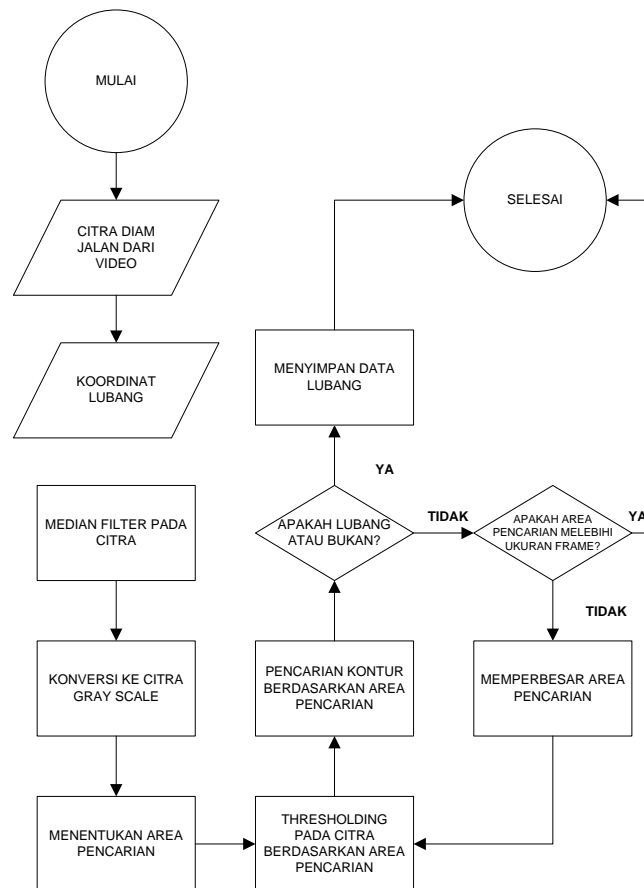 MULAI
CITRA DIAM
JALAN DARI
VIDEO
KOORDINAT
LUBANG
MEDIAN FILTER PADA
CITRA
KONVERSI KE CITRA
GRAY SCALE
MENENTUKAN AREA
PENCARIAN
THRESHOLDING
PADA CITRA
BERDASARKAN AREA
PENCARIAN
PENCARIAN KONTUR
BERDASARKAN AREA
PENCARIAN
APAKAH LUBANG
ATAU BUKAN?
YA
TIDAK
MENYIMPAN DATA
LUBANG
SELESAI
APAKAH AREA
PENCARIAN MELEBIHI
UKURAN FRAME?
YA
TIDAK
MEMPERBESAR AREA
PENCARIAN